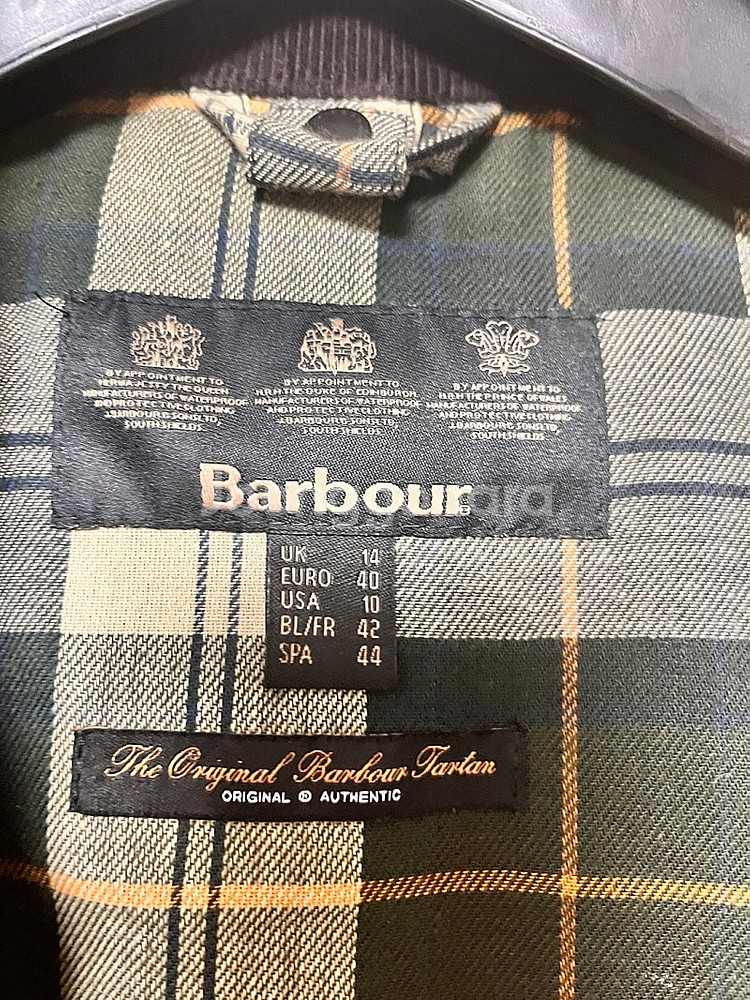 BY APPOINTMENT TO
HER MAJESTY THE QUEEN
MANUFACTURERS OF WATERPROOF
AND PROTECTIVE CLOTHING
J.BARBOUR & SONS LTD,
SOUTH SHIELDS
BY APPOINTMENT TO
H.R.H THE DUKE OF EDINBURGH
MANUFACTURERS OF WATERPROOF
AND PROTECTIVE CLOTHING
J.BARBOUR & SONS LTD,
SOUTH SHIELDS
BY APPOINTMENT TO
H.R.H THE PRINCE OF WALES
MANUFACTURERS OF WATERPROOF
AND PROTECTIVE CLOTHING
J.BARBOUR & SONS LTD,
SOUTH SHIELDS
Barbour
UK 14
EURO 40
USA 10
BL/FR 42
SPA 44
The Original Barbour Tartan
ORIGINAL ® AUTHENTIC